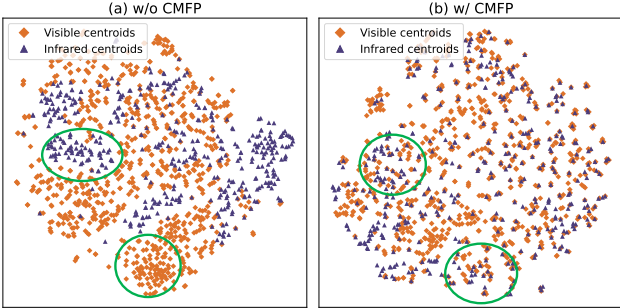 (a) w/o CMFP
Visible centroids
Infrared centroids
(b) w/ CMFP
Visible centroids
Infrared centroids